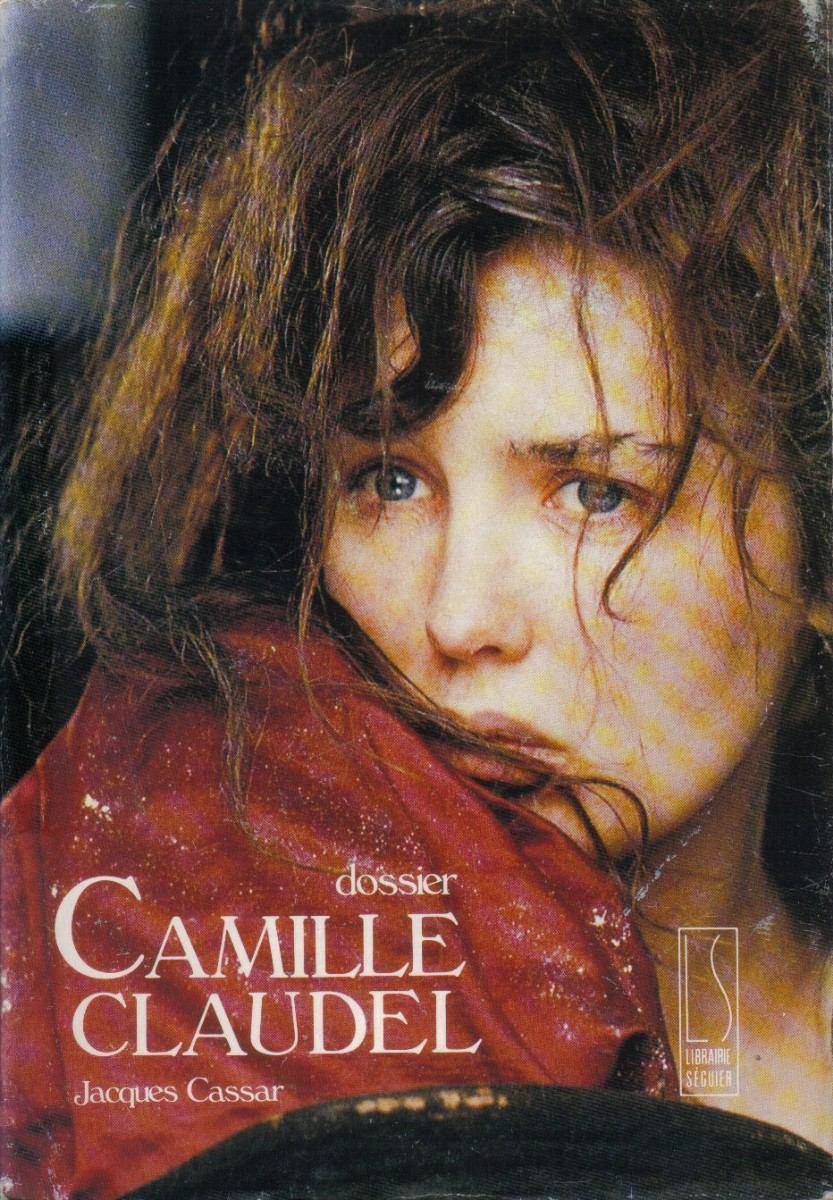 dossier
CAMILLE
CLAUDEL
Jacques Cassar
LS
LIBRAIRIE
SÉGUIER